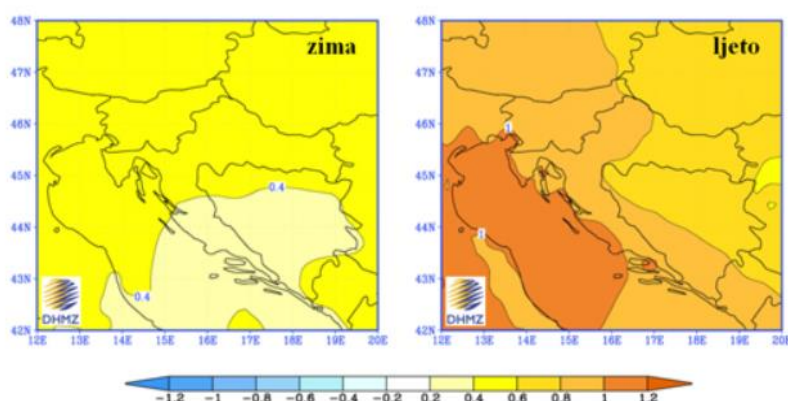 zima
ljeto
48N
47N
46N
45N
44N
43N
42N
0.4
0.4
DHMZ
12E 13E 14E 15E 16E 17E 18E 19E 20E
48N
47N
46N
45N
44N
43N
42N
1
1
DHMZ
12E 13E 14E 15E 16E 17E 18E 19E 20E
-1.2 -1 -0.8 -0.6 -0.4 -0.2 0.2 0.4 0.6 0.8 1 1.2